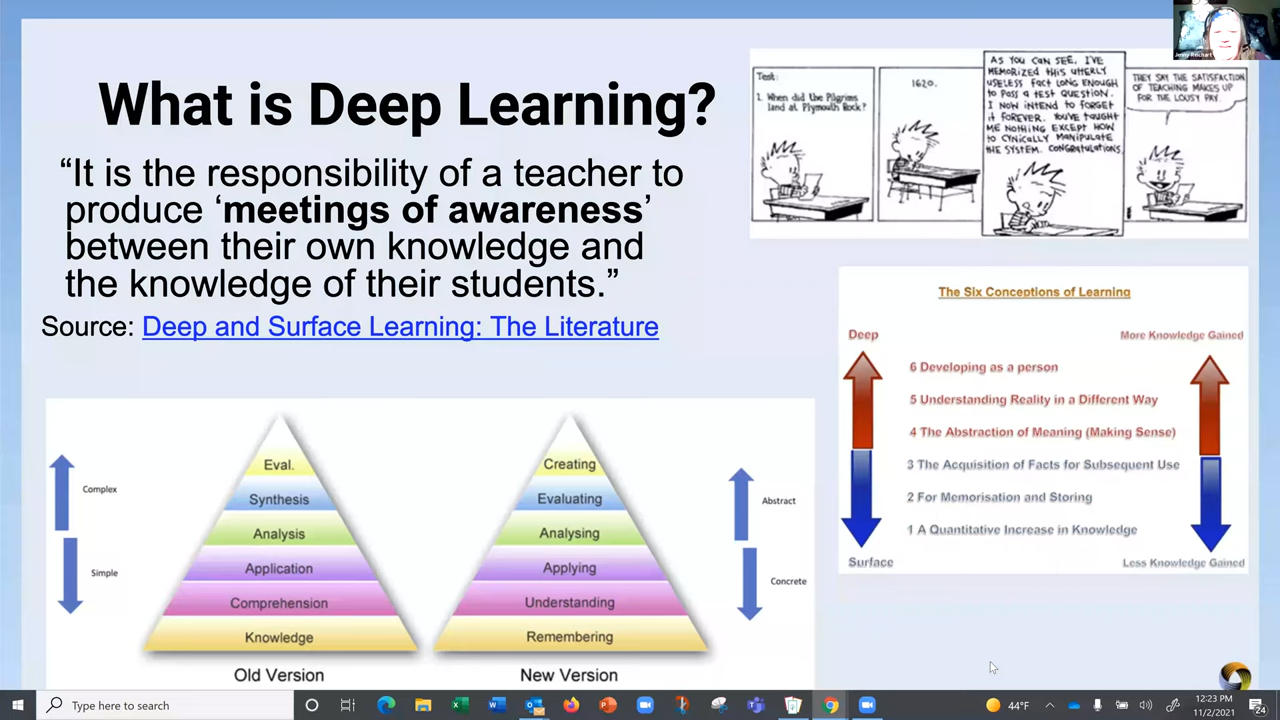 What is Deep Learning?
“It is the responsibility of a teacher to
produce ‘meetings of awareness’
between their own knowledge and
the knowledge of their students.”
Source: Deep and Surface Learning: The Literature
Jenny Reichart
Test:
1. When did the Pilgrims
land at Plymouth Rock?
1620.
AS YOU CAN SEE, I'VE
MEMORIZED THIS UTTERLY
USELESS FACT LONG ENOUGH
TO PASS A TEST QUESTION.
I NOW INTEND TO FORGET
IT FOREVER. YOU'VE TAUGHT
ME NOTHING EXCEPT HOW
TO CYNICALLY MANIPULATE
THE SYSTEM. CONGRATULATIONS.
THEY SAY THE SATISFACTION
OF TEACHING MAKES UP
FOR THE LOUSY PAY.
The Six Conceptions of Learning
Deep
More Knowledge Gained
6 Developing as a person
5 Understanding Reality in a Different Way
4 The Abstraction of Meaning (Making Sense)
3 The Acquisition of Facts for Subsequent Use
2 For Memorisation and Storing
1 A Quantitative Increase in Knowledge
Surface
Less Knowledge Gained
Complex
Simple
Eval.
Synthesis
Analysis
Application
Comprehension
Knowledge
Old Version
Creating
Evaluating
Analysing
Applying
Understanding
Remembering
New Version
Abstract
Concrete
Type here to search
44°F
12:23 PM
11/2/2021
24